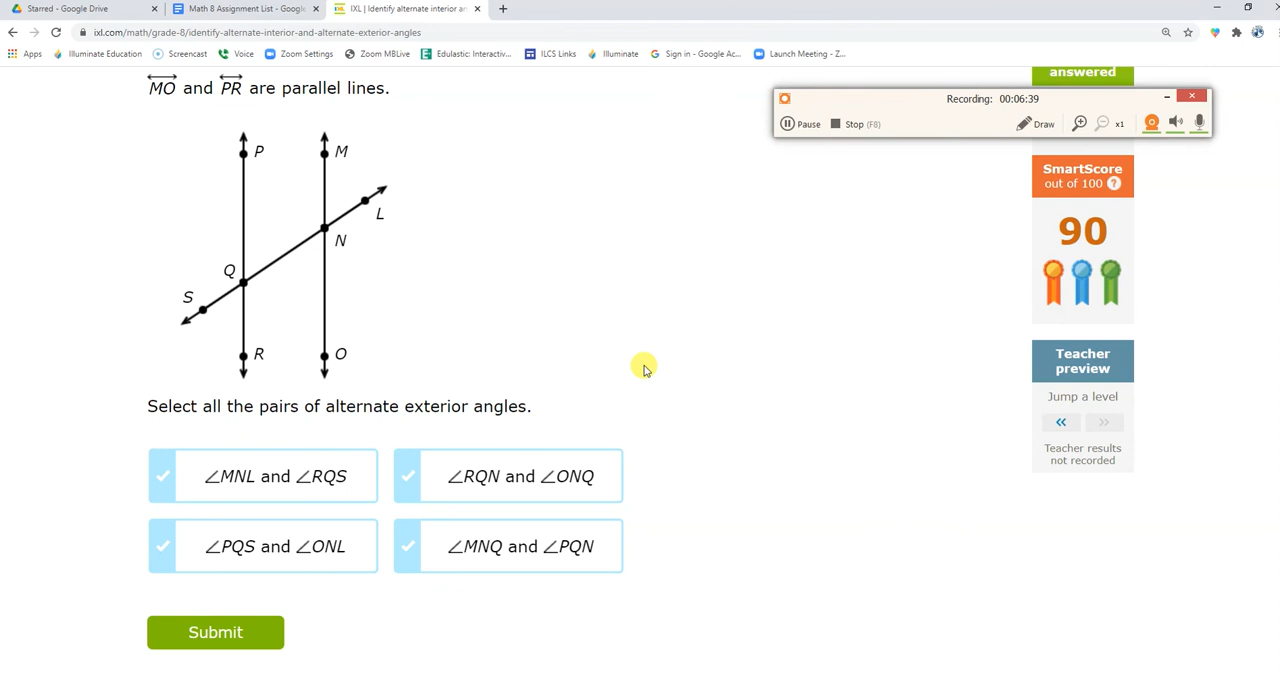 Starred - Google Drive
Math 8 Assignment List - Google
IXL | Identify alternate interior an
ixl.com/math/grade-8/identify-alternate-interior-and-alternate-exterior-angles
Apps Illuminate Education Screencast Voice Zoom Settings Zoom MBLive Edulastic: Interactiv... ILCS Links Illuminate Sign in - Google Ac... Launch Meeting - Z...
MO and PR are parallel lines.
answered
Recording: 00:06:39
Pause Stop (F8) Draw x1
SmartScore
out of 100 ?
90
P M
L
N
Q
S
R O
Teacher
preview
Jump a level
<< >>
Teacher results
not recorded
Select all the pairs of alternate exterior angles.
∠MNL and ∠RQS
∠RQN and ∠ONQ
∠PQS and ∠ONL
∠MNQ and ∠PQN
Submit